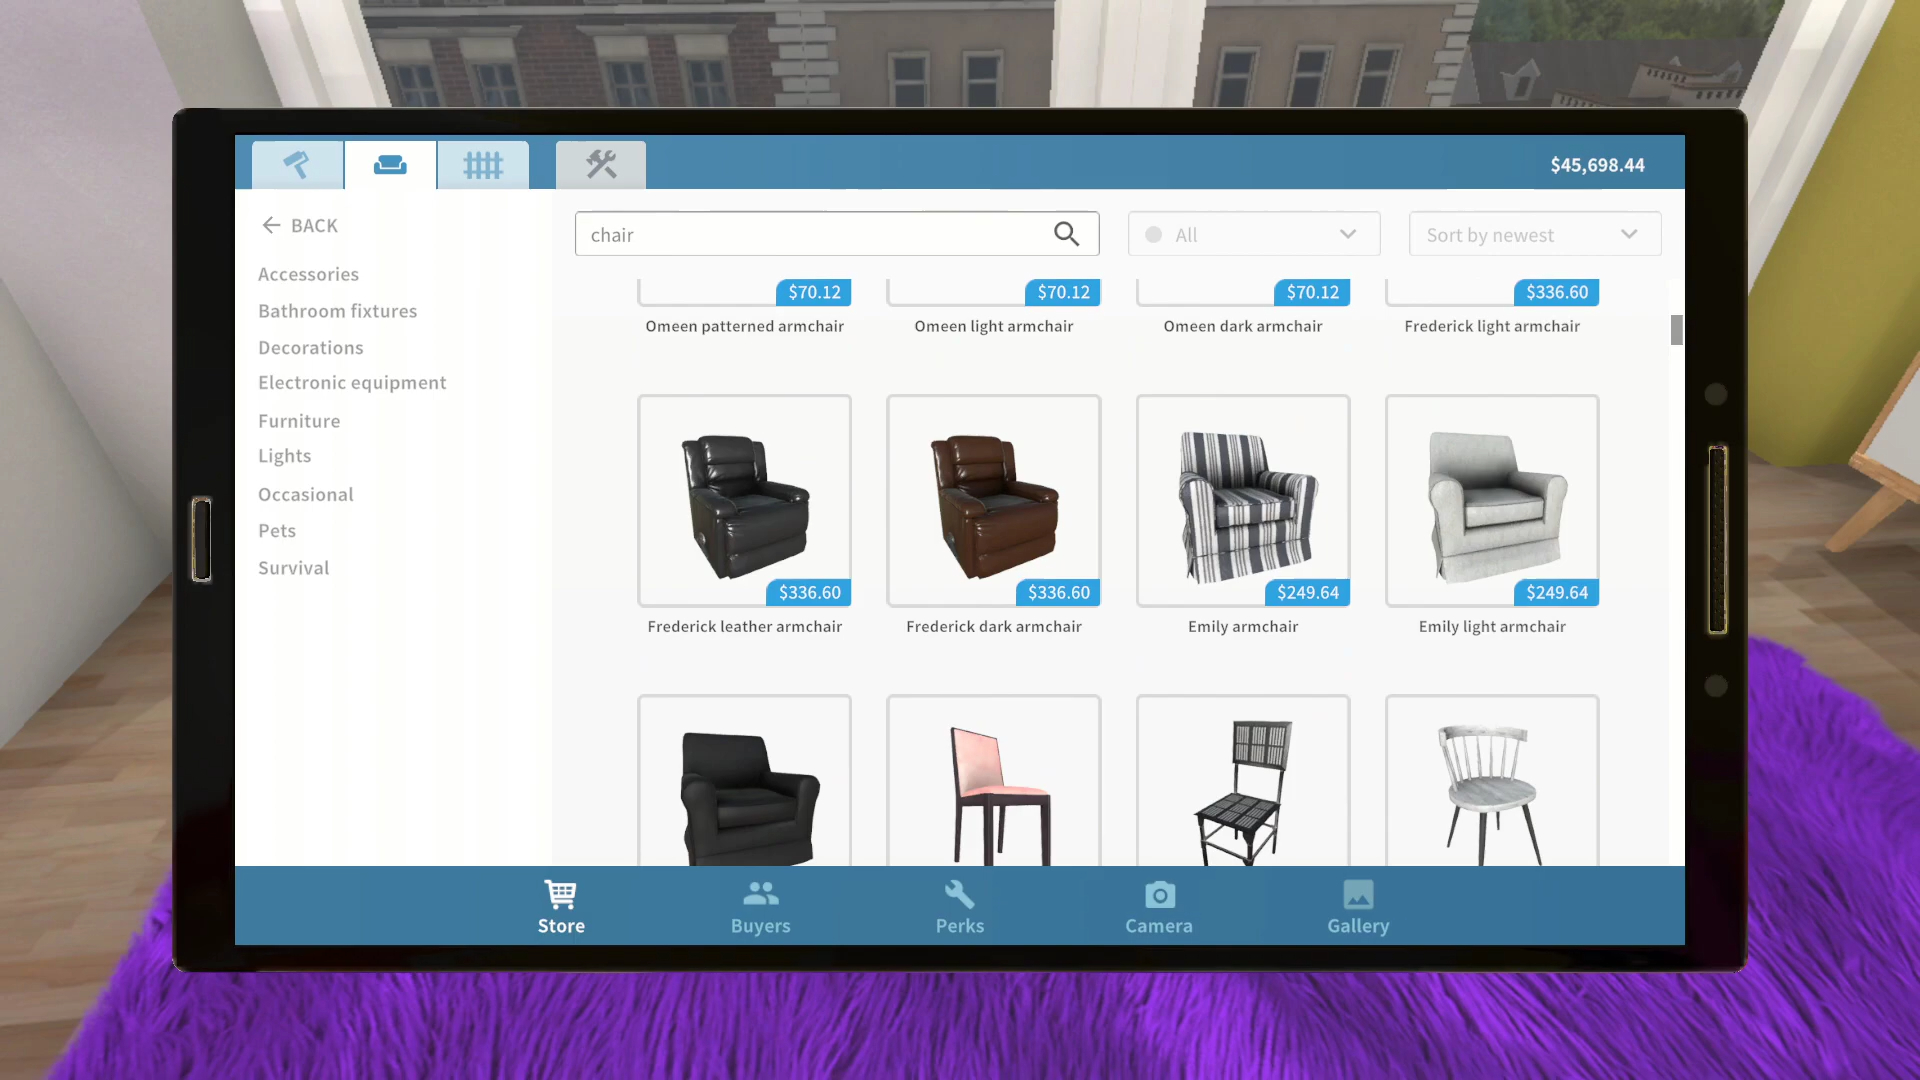 $45,698.44
BACK
chair
All
Sort by newest
Accessories
Bathroom fixtures
Decorations
Electronic equipment
Furniture
Lights
Occasional
Pets
Survival
$70.12
$70.12
$70.12
$336.60
Omeen patterned armchair
Omeen light armchair
Omeen dark armchair
Frederick light armchair
$336.60
$336.60
$249.64
$249.64
Frederick leather armchair
Frederick dark armchair
Emily armchair
Emily light armchair
Store
Buyers
Perks
Camera
Gallery